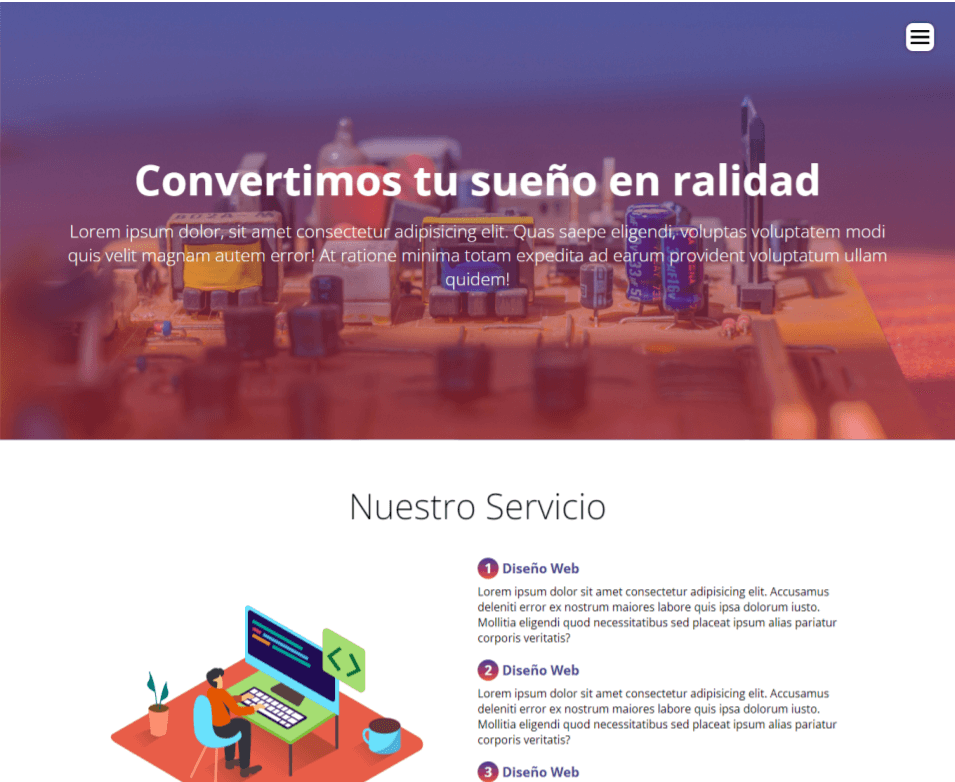 Convertimos tu sueño en ralidad
Lorem ipsum dolor, sit amet consectetur adipisicing elit. Quas saepe eligendi, voluptas voluptatem modi
quis velit magnam autem error! At ratione minima totam expedita ad earum provident voluptatum ullam
quidem!
Nuestro Servicio
1 Diseño Web
Lorem ipsum dolor sit amet consectetur adipisicing elit. Accusamus
deleniti error ex nostrum maiores labore quis ipsa dolorum iusto.
Mollitia eligendi quod necessitatibus sed placeat ipsum alias pariatur
corporis veritatis?
2 Diseño Web
Lorem ipsum dolor sit amet consectetur adipisicing elit. Accusamus
deleniti error ex nostrum maiores labore quis ipsa dolorum iusto.
Mollitia eligendi quod necessitatibus sed placeat ipsum alias pariatur
corporis veritatis?
3 Diseño Web